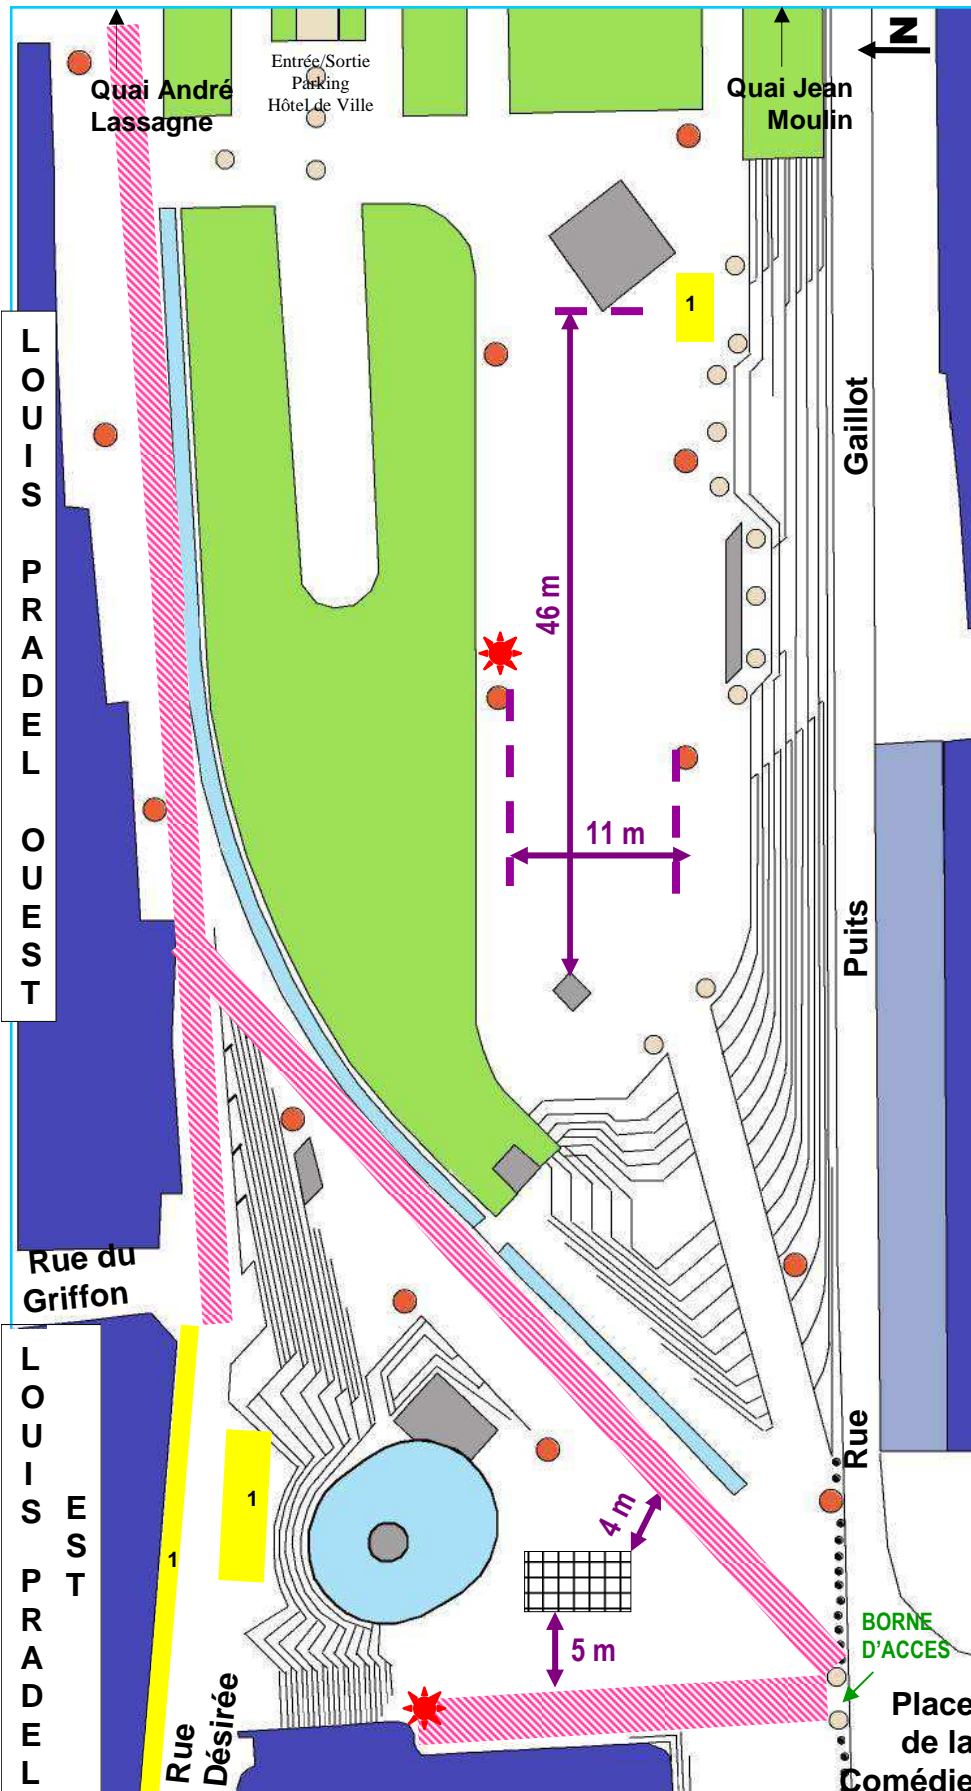 N
Entrée/Sortie
Parking
Hôtel de Ville
Quai André
Lassagne
Quai Jean
Moulin
1
LOUIS PRADEL OUEST
Gaillot
46 m
11 m
Puits
Rue du
Griffon
LOUIS PRADEL
EST
1
1
Rue
4 m
5 m
BORNE
D'ACCES
Rue
Désirée
Place
de la
Comédie